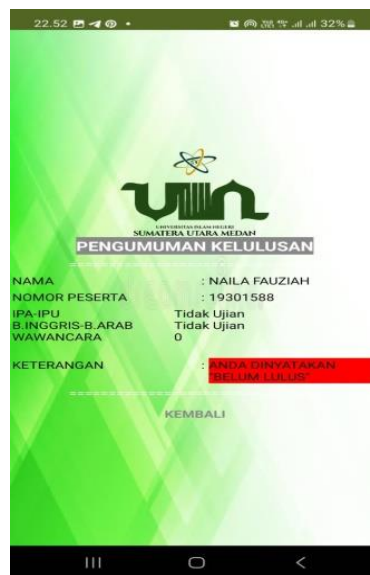 22.52
32%
UIN
UNIVERSITAS ISLAM NEGERI
SUMATERA UTARA MEDAN
PENGUMUMAN KELULUSAN
====================
NAMA : NAILA FAUZIAH
NOMOR PESERTA : 19301588
IPA-IPU Tidak Ujian
B.INGGRIS-B.ARAB Tidak Ujian
WAWANCARA 0
KETERANGAN : ANDA DINYATAKAN
"BELUM LULUS"
====================
KEMBALI